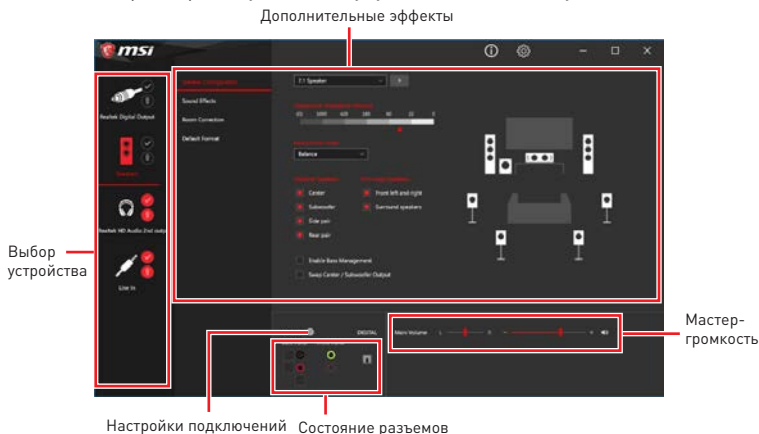 Дополнительные эффекты
msi
Speaker Configuration
7.1 Speaker
Realtek Digital Output
Sound Effects
Room Correction
Default Format
Balance
Center
Front left and right
Subwoofer
Surround speakers
Side pair
Rear pair
Speakers
Realtek HD Audio 2nd output
Line In
Enable Bass Management
Swap Center / Subwoofer Output
Выбор
устройства
DIGITAL
Main Volume
L
R
Мастер-
громкость
Настройки подключений
Состояние разъемов